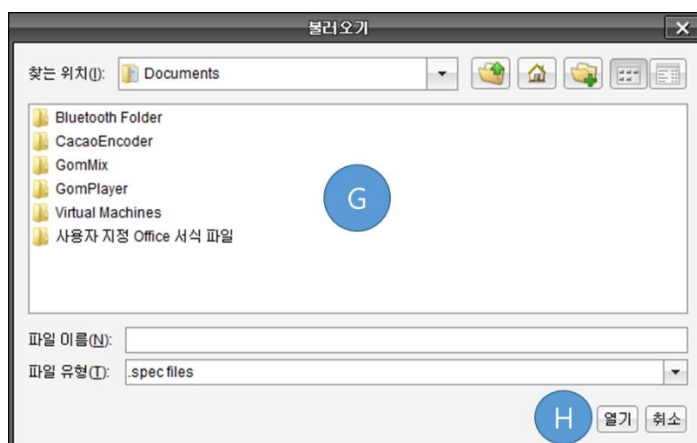 불러오기
찾는 위치(I): Documents
Bluetooth Folder
CacaoEncoder
GomMix
GomPlayer
Virtual Machines
사용자 지정 Office 서식 파일
G
파일 이름(N):
파일 유형(T): .spec files
H 열기 취소